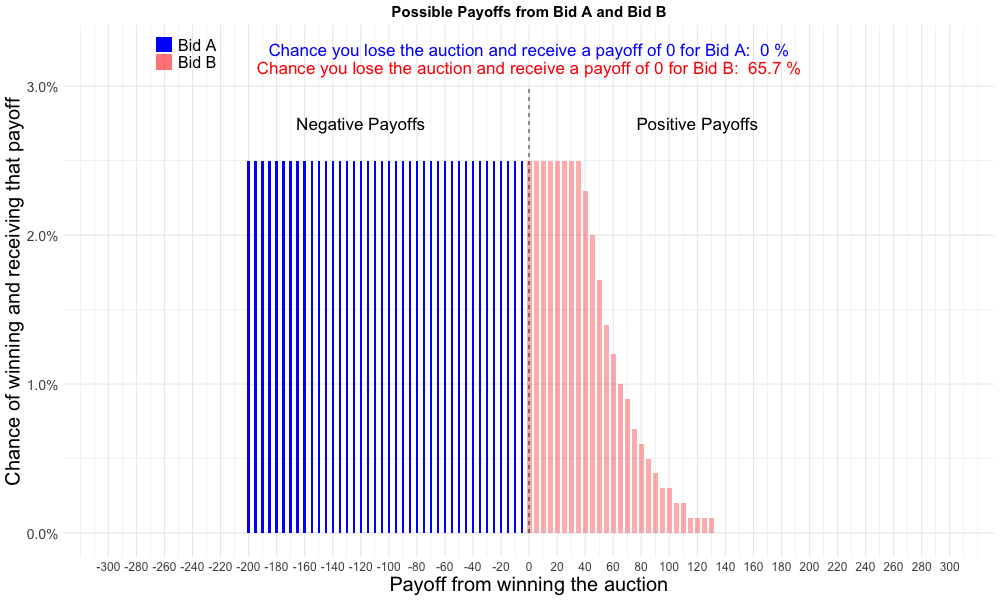 Possible Payoffs from Bid A and Bid B
Bid A
Bid B
Chance you lose the auction and receive a payoff of 0 for Bid A:  0 %
Chance you lose the auction and receive a payoff of 0 for Bid B:  65.7 %
3.0%
Negative Payoffs
Positive Payoffs
2.0%
1.0%
0.0%
Chance of winning and receiving that payoff
-300 -280 -260 -240 -220 -200 -180 -160 -140 -120 -100 -80 -60 -40 -20 0 20 40 60 80 100 120 140 160 180 200 220 240 260 280 300
Payoff from winning the auction